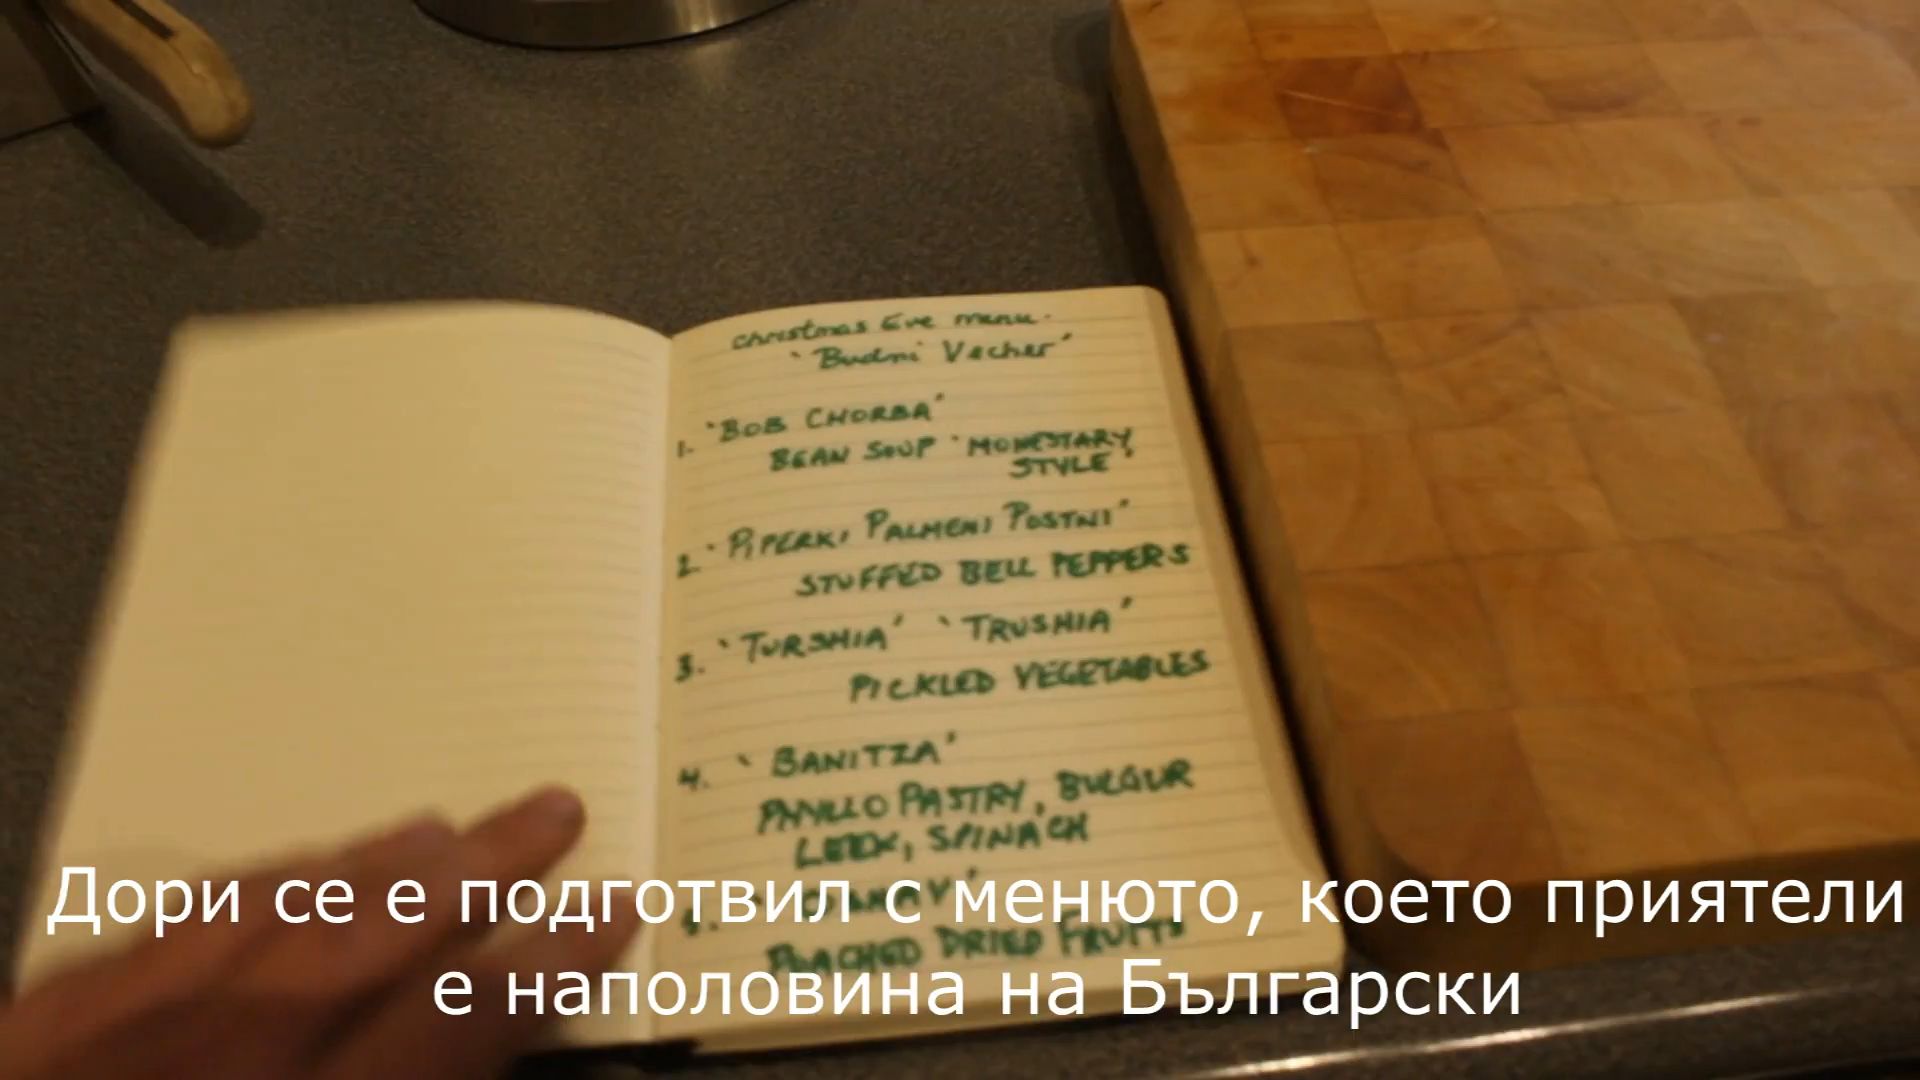 Christmas Eve menu.
'Budni Vecher'
1. 'BOB CHORBA'
BEAN SOUP 'MONESTARY
STYLE'
2. 'PIPERKI PALMENI POSTNI'
STUFFED BELL PEPPERS
3. 'TURSHIA' 'TRUSHIA'
PICKLED VEGETABLES
4. 'BANITZA'
PHYLLO PASTRY, BULGUR
LEEK, SPINACH
5.
POACHED DRIED FRUITS
Дори се е подготвил с менюто, което приятели
е наполовина на Български